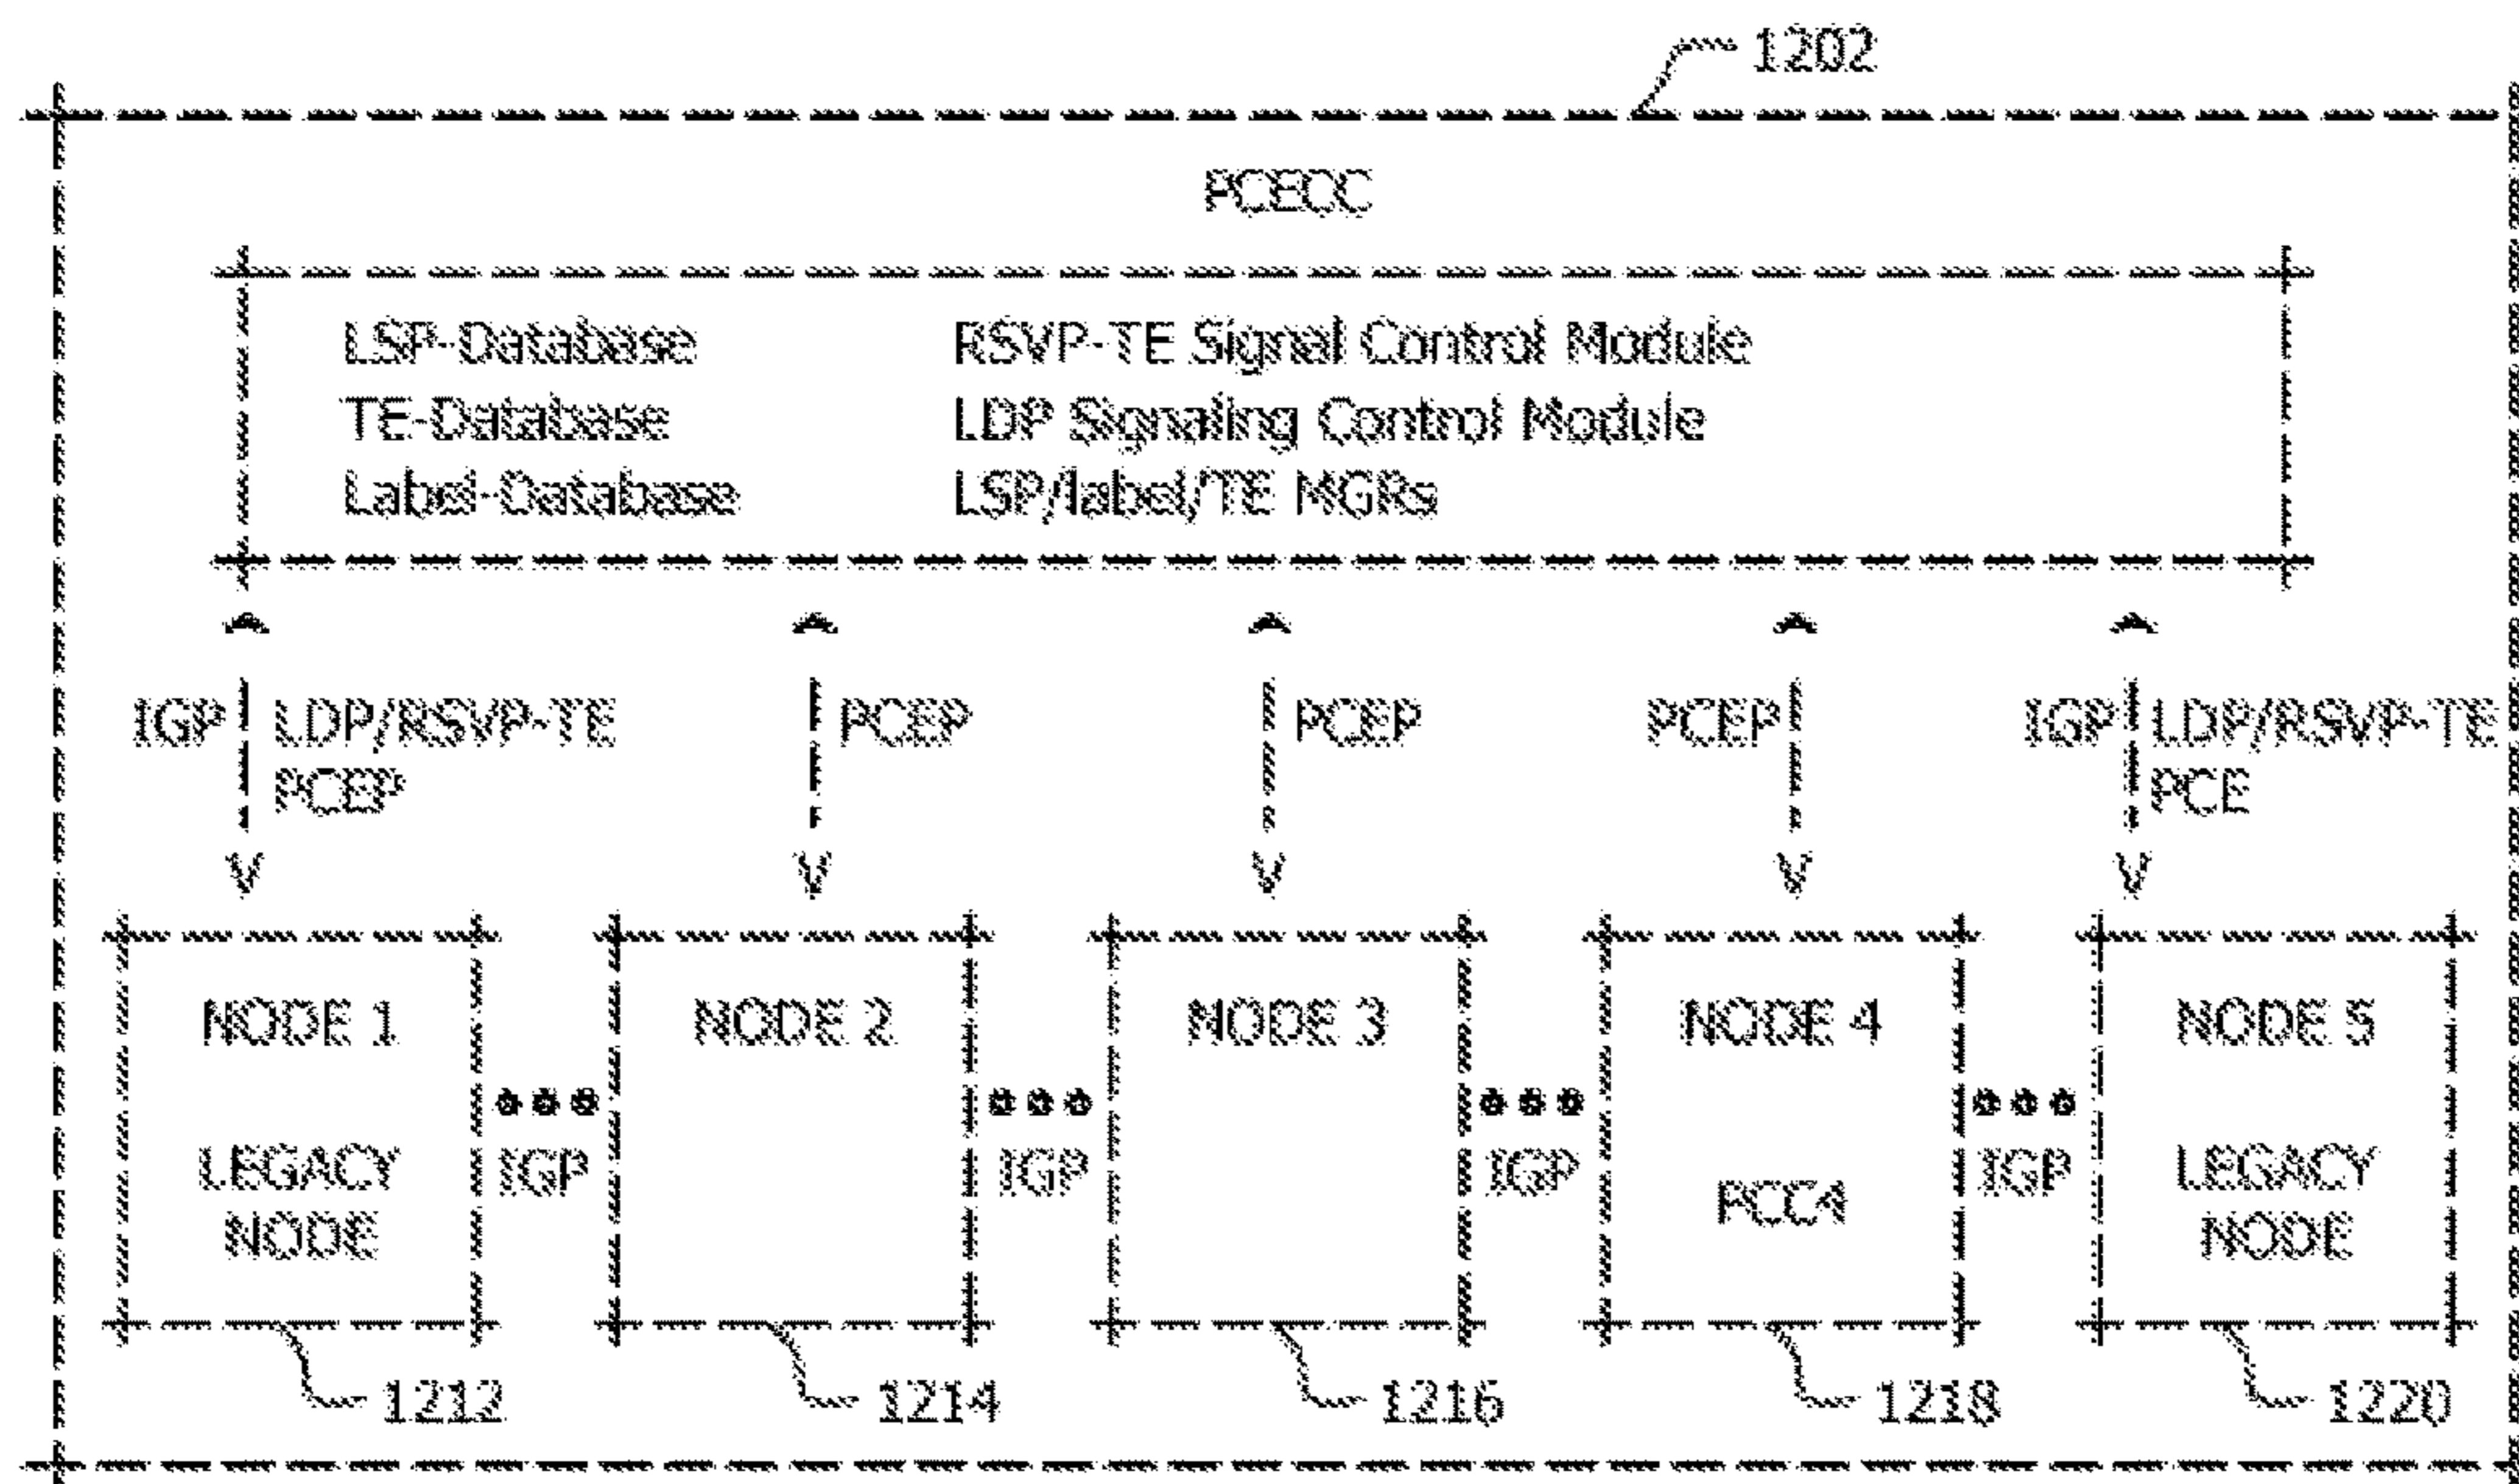 1202
PCECC
LSP-Database RSVP-TE Signal Control Module
TE-Database LDP Signaling Control Module
Label-Database LSP/label/TE MGRs
IGP LDP/RSVP-TE PCEP PCEP PCEP IGP LDP/RSVP-TE
PCEP PCE
NODE 1 NODE 2 NODE 3 NODE 4 NODE 5
LEGACY IGP IGP IGP PCC4 IGP LEGACY
NODE NODE
1212 1214 1216 1218 1220